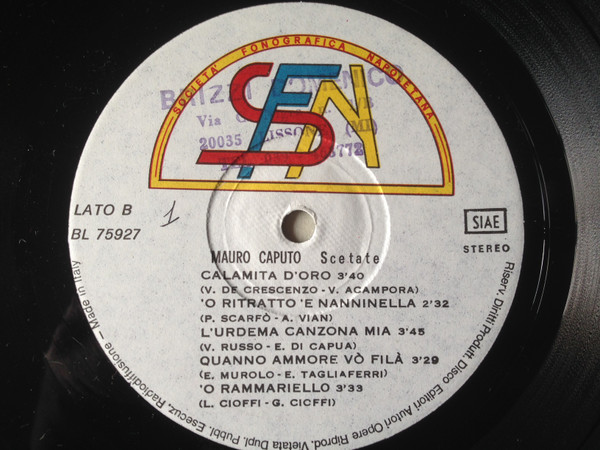 SOCIETA' FONOGRAFICA NAPOLETANA
SFN
Via
20035 LISSONE (MI)
LATO B
1
BL 75927
SIAE
STEREO
MAURO CAPUTO Scetate
CALAMITA D'ORO 3'40
(V. DE CRESCENZO - V. ACAMPORA)
'O RITRATTO 'E NANNINELLA 2'32
(P. SCARFÒ - A. VIAN)
L'URDEMA CANZONA MIA 3'45
(V. RUSSO - E. DI CAPUA)
QUANNO AMMORE VÒ FILÀ 3'29
(E. MUROLO - E. TAGLIAFERRI)
'O RAMMARIELLO 3'33
(L. CIOFFI - G. CIOFFI)
Riserv. Diritti Produtt. Disco Editori Autori Opere Riprod. Vietata Dupl. Pubbl. Esecuz. Radiodiffusione - Made in Italy